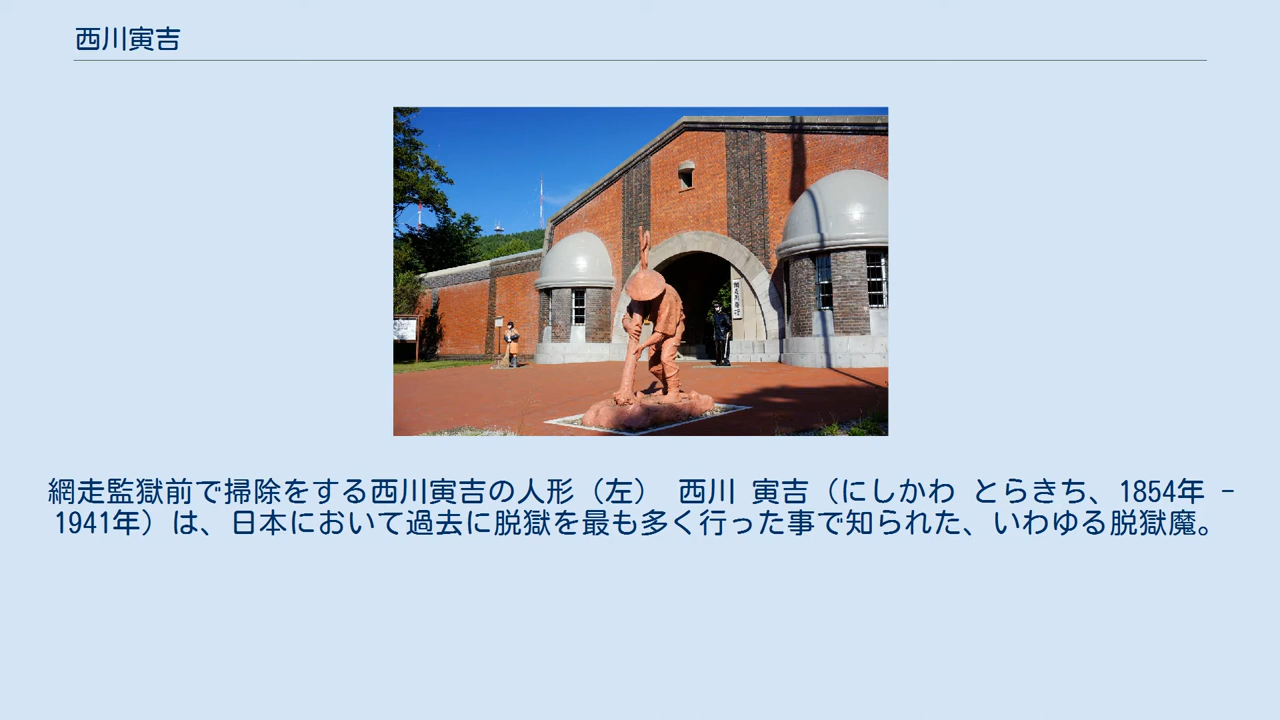 西川寅吉
網走監獄前で掃除をする西川寅吉の人形（左） 西川 寅吉（にしかわ とらきち、1854年 -
1941年）は、日本において過去に脱獄を最も多く行った事で知られた、いわゆる脱獄魔。